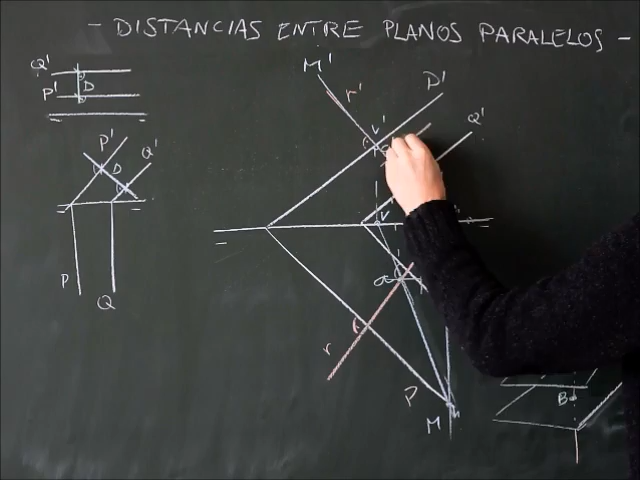 - DISTANCIAS ENTRE PLANOS PARALELOS -
Q'
P'
D
P'
D
Q'
P
Q
M'
r'
V'
P'
Q'
V
r
P
M
B